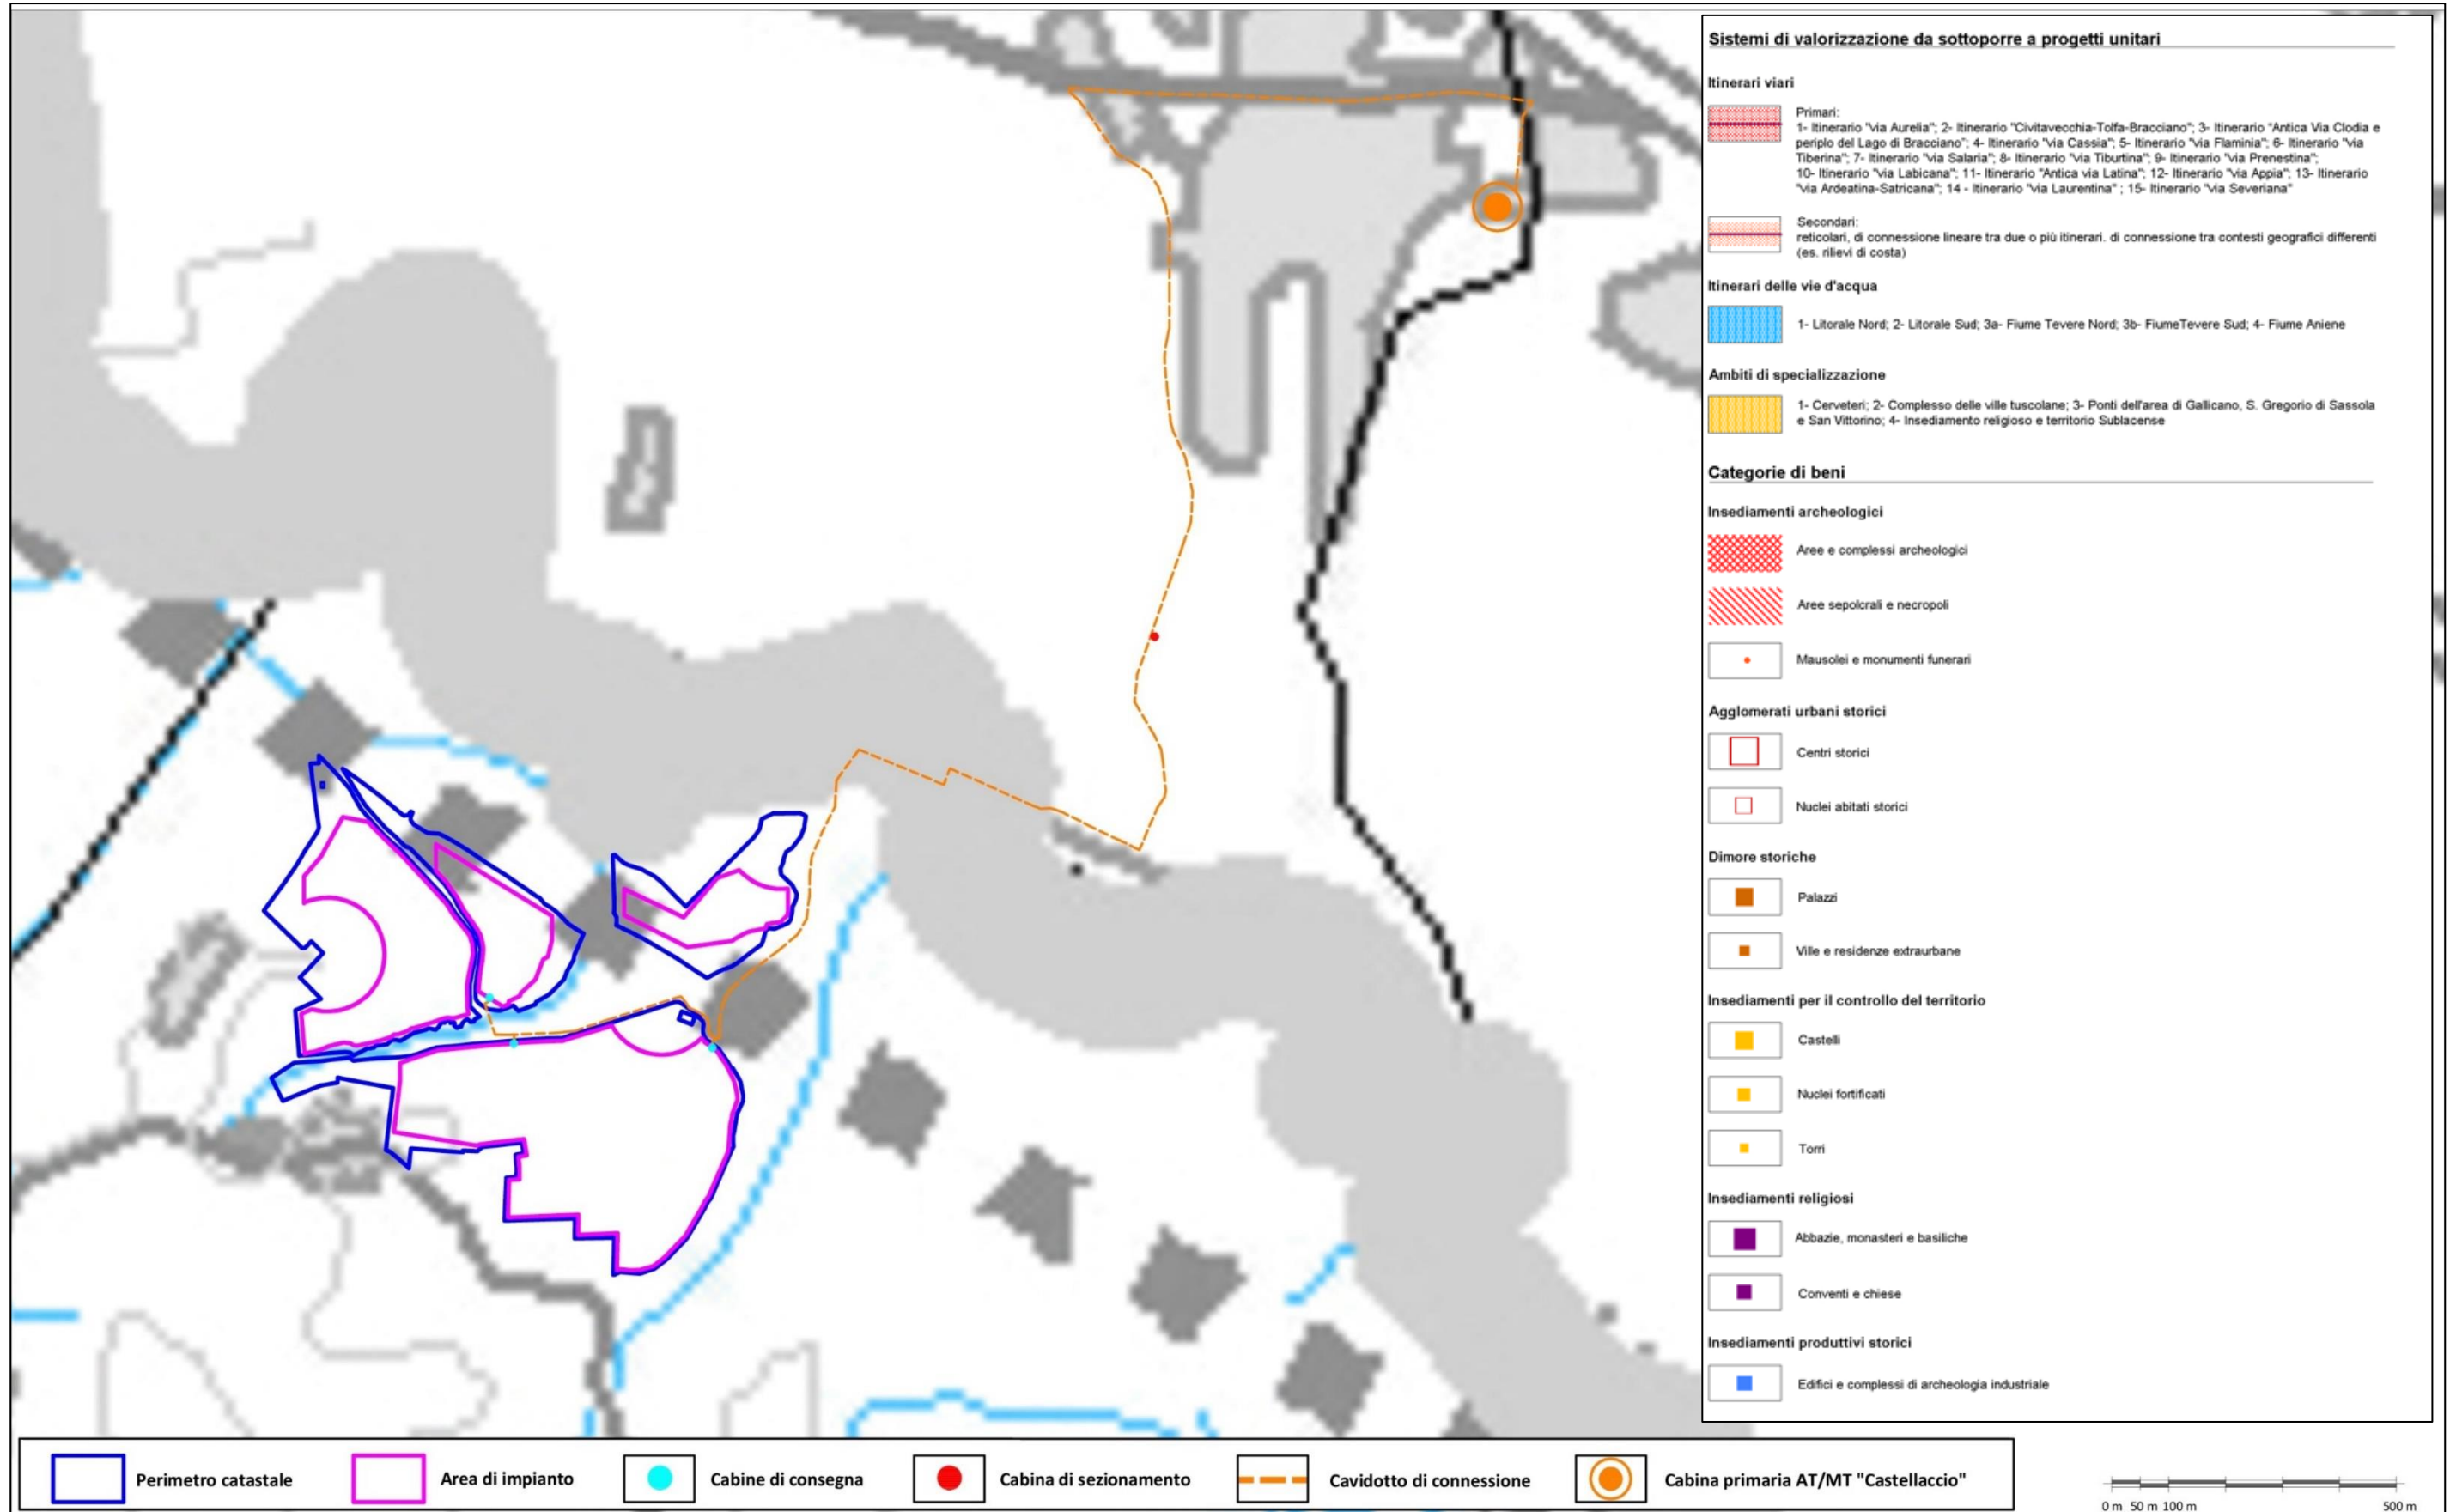 Sistemi di valorizzazione da sottoporre a progetti unitari
Itinerari viari
Primari:
1- Itinerario "via Aurelia"; 2- Itinerario "Civitavecchia-Tolfa-Bracciano"; 3- Itinerario "Antica Via Clodia e
periplo del Lago di Bracciano"; 4- Itinerario "via Cassia"; 5- Itinerario "via Flaminia"; 6- Itinerario "via
Tiberina"; 7- Itinerario "via Salaria"; 8- Itinerario "via Tiburtina"; 9- Itinerario "via Prenestina";
10- Itinerario "via Labicana"; 11- Itinerario "Antica via Latina"; 12- Itinerario "via Appia"; 13- Itinerario
"via Ardeatina-Satricana"; 14 - Itinerario "via Laurentina" ; 15- Itinerario "via Severiana"
Secondari:
reticolari, di connessione lineare tra due o più itinerari. di connessione tra contesti geografici differenti
(es. rilievi di costa)
Itinerari delle vie d'acqua
1- Litorale Nord; 2- Litorale Sud; 3a- Fiume Tevere Nord; 3b- FiumeTevere Sud; 4- Fiume Aniene
Ambiti di specializzazione
1- Cerveteri; 2- Complesso delle ville tuscolane; 3- Ponti dell'area di Gallicano, S. Gregorio di Sassola
e San Vittorino; 4- Insediamento religioso e territorio Sublacense
Categorie di beni
Insediamenti archeologici
Aree e complessi archeologici
Aree sepolcrali e necropoli
Mausolei e monumenti funerari
Agglomerati urbani storici
Centri storici
Nuclei abitati storici
Dimore storiche
Palazzi
Ville e residenze extraurbane
Insediamenti per il controllo del territorio
Castelli
Nuclei fortificati
Torri
Insediamenti religiosi
Abbazie, monasteri e basiliche
Conventi e chiese
Insediamenti produttivi storici
Edifici e complessi di archeologia industriale
Perimetro catastale
Area di impianto
Cabine di consegna
Cabina di sezionamento
Cavidotto di connessione
Cabina primaria AT/MT "Castellaccio"
0 m 50 m 100 m 500 m